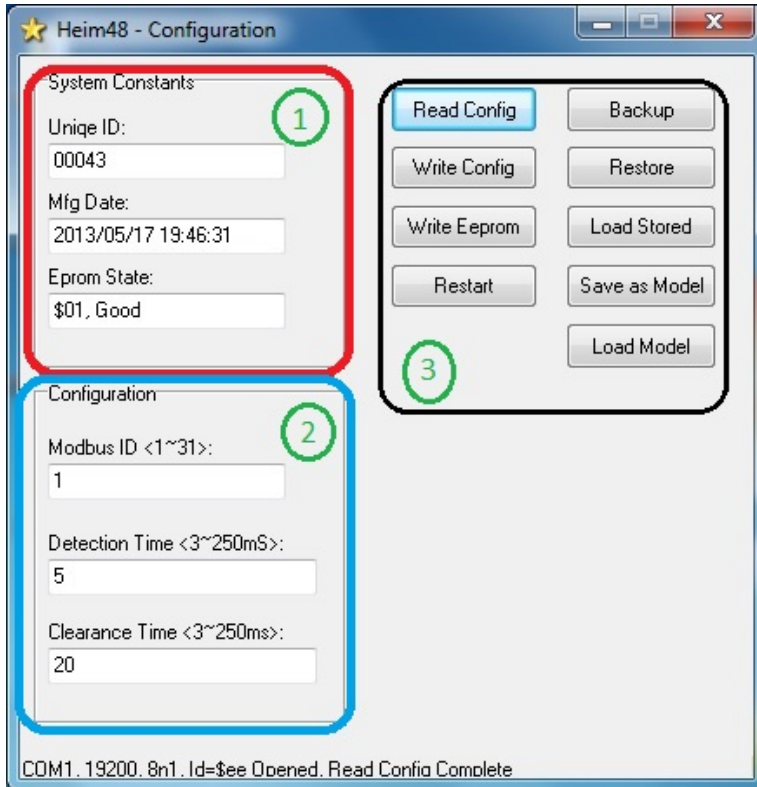 Heim48 - Configuration
System Constants
1
Uniqe ID:
00043
Mfg Date:
2013/05/17 19:46:31
Eprom State:
$01, Good
Configuration
2
Modbus ID <1~31>:
1
Detection Time <3~250mS>:
5
Clearance Time <3~250ms>:
20
Read Config
Backup
Write Config
Restore
Write Eeprom
Load Stored
Restart
Save as Model
Load Model
3
COM1, 19200, 8n1, Id=$ee Opened, Read Config Complete